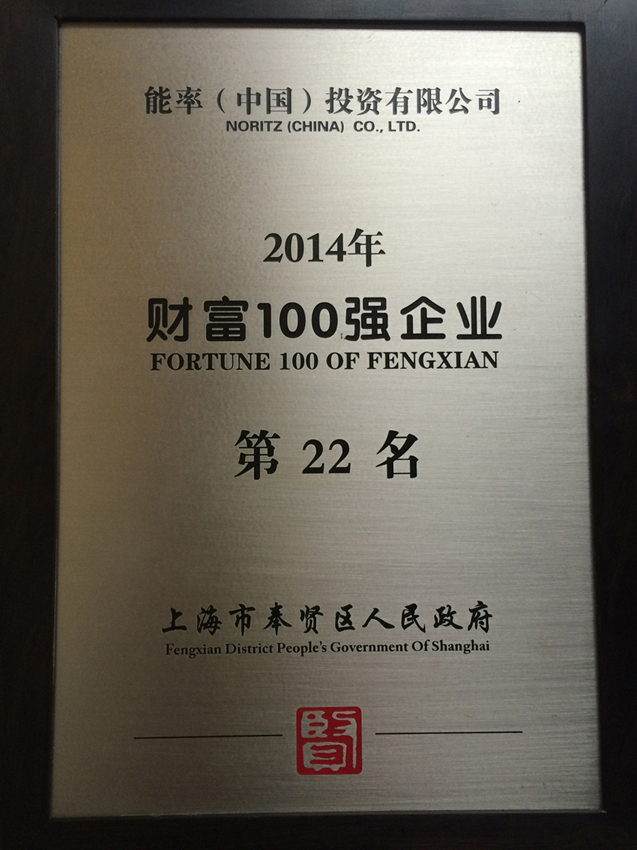 能率（中国）投资有限公司
NORITZ (CHINA) CO., LTD.
2014年
财富100强企业
FORTUNE 100 OF FENGXIAN
第 22 名
上海市奉贤区人民政府
Fengxian District People's Government Of Shanghai